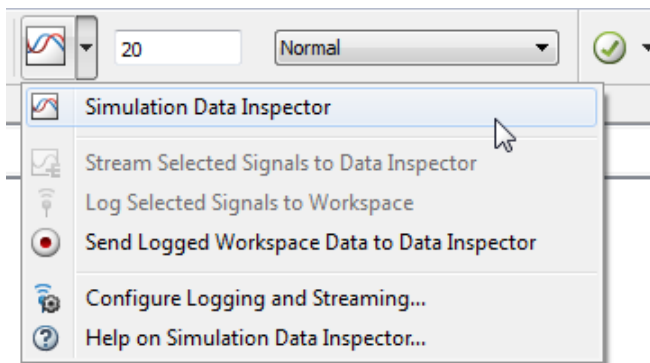 20
Normal
Simulation Data Inspector
Stream Selected Signals to Data Inspector
Log Selected Signals to Workspace
Send Logged Workspace Data to Data Inspector
Configure Logging and Streaming...
Help on Simulation Data Inspector...